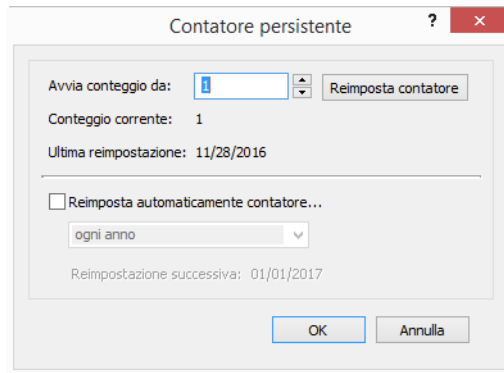 Contatore persistente ? ×
Avvia conteggio da: 1 Reimposta contatore
Conteggio corrente: 1
Ultima reimpostazione: 11/28/2016
Reimposta automaticamente contatore...
ogni anno
Reimpostazione successiva: 01/01/2017
OK Annulla